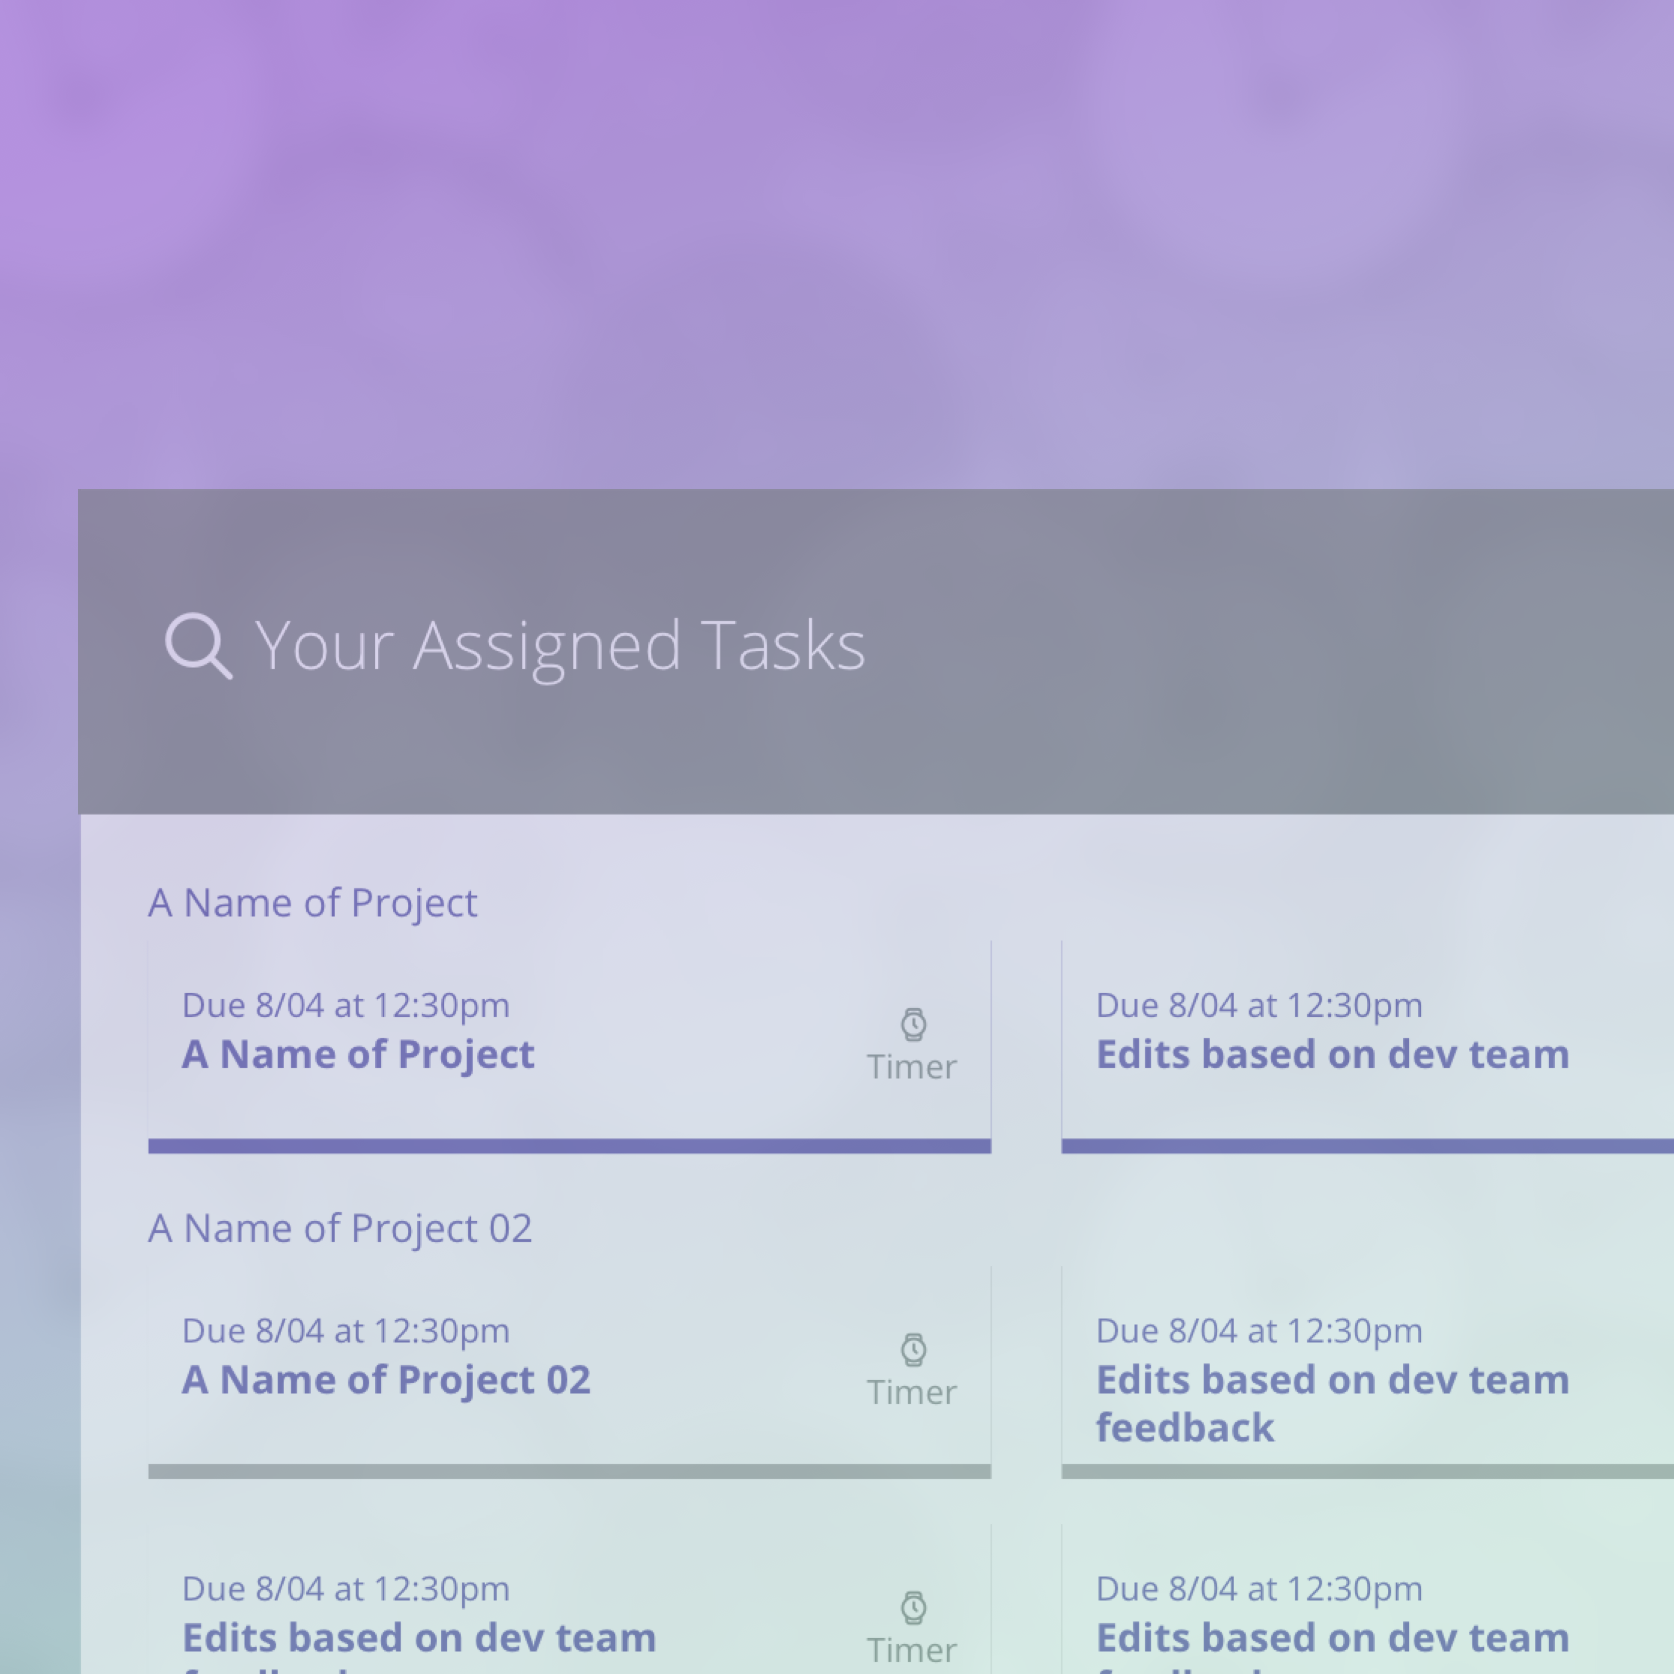 Your Assigned Tasks
A Name of Project
Due 8/04 at 12:30pm
A Name of Project
Timer
Due 8/04 at 12:30pm
Edits based on dev team
A Name of Project 02
Due 8/04 at 12:30pm
A Name of Project 02
Timer
Due 8/04 at 12:30pm
Edits based on dev team
feedback
Due 8/04 at 12:30pm
Edits based on dev team
Timer
Due 8/04 at 12:30pm
Edits based on dev team